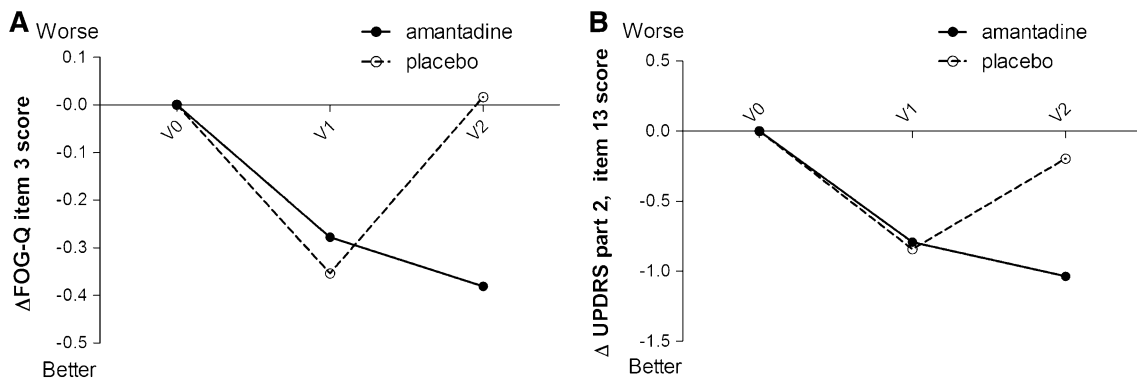 A
Worse
amantadine
placebo
0.1
-0.0
-0.1
-0.2
-0.3
-0.4
-0.5
V0
V1
V2
ΔFOG-Q item 3 score
Better
B
Worse
amantadine
placebo
0.5
0.0
-0.5
-1.0
-1.5
V0
V1
V2
Δ UPDRS part 2, item 13 score
Better